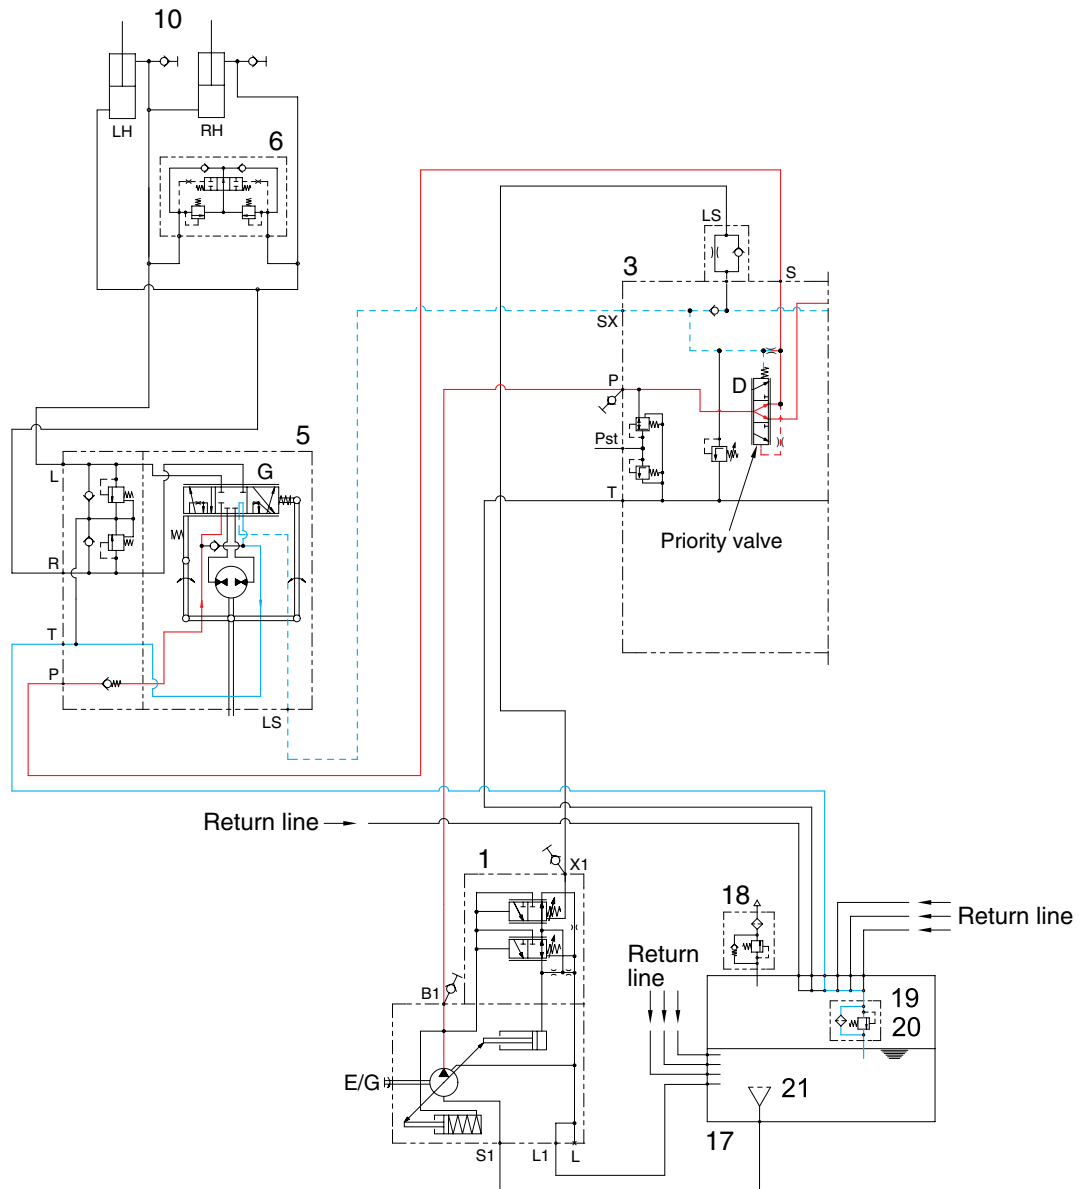 10
LH
RH
6
LS
3
S
SX
P
D
Pst
T
Priority valve
5
L
G
R
T
P
LS
Return line
1
X1
18
Return line
Return
line
B1
19
20
E/G
21
17
S1
L1
L